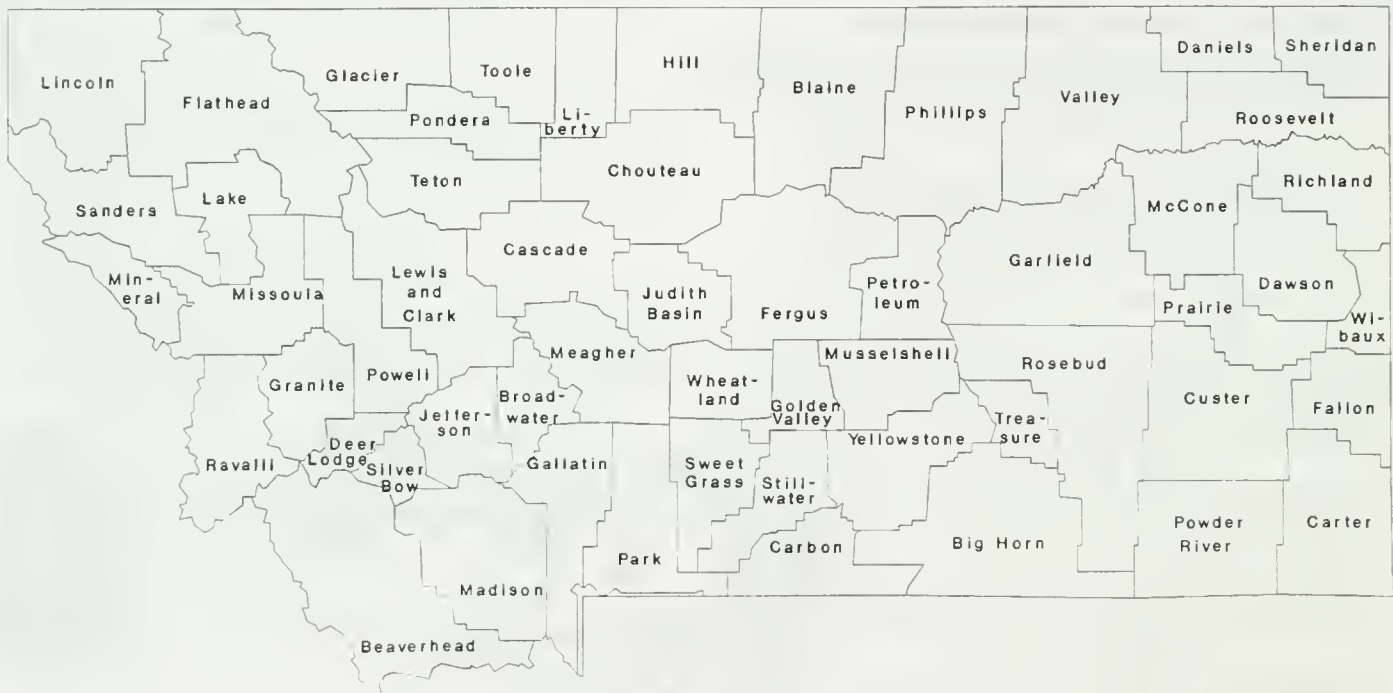 Lincoln
Flathead
Glacier
Toole
Li-
berty
Hill
Blaine
Phillips
Valley
Daniels
Sheridan
Roosevelt
Pondera
Teton
Chouteau
Sanders
Lake
Richland
McCone
Cascade
Garfield
Min-
eral
Missoula
Lewis
and
Clark
Judith
Basin
Fergus
Petro-
leum
Prairie
Dawson
Wi-
baux
Granite
Powell
Meagher
Wheat-
land
Musselshell
Rosebud
Golden
Valley
Broad-
water
Jeffer-
son
Custer
Fallon
Trea-
sure
Ravalli
Deer
Lodge
Silver
Bow
Gallatin
Sweet
Grass
Still-
water
Yellowstone
Park
Carbon
Big Horn
Powder
River
Carter
Madison
Beaverhead